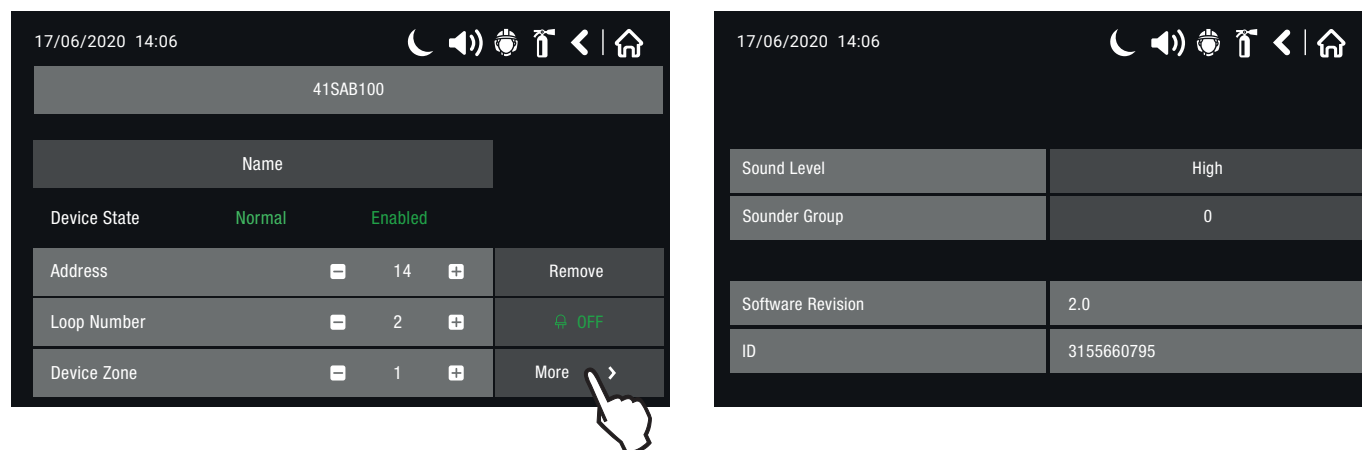 17/06/2020 14:06
41SAB100
Name
Device State Normal Enabled
Address 14 Remove
Loop Number 2 OFF
Device Zone 1 More
17/06/2020 14:06
Sound Level High
Sounder Group 0
Software Revision 2.0
ID 3155660795